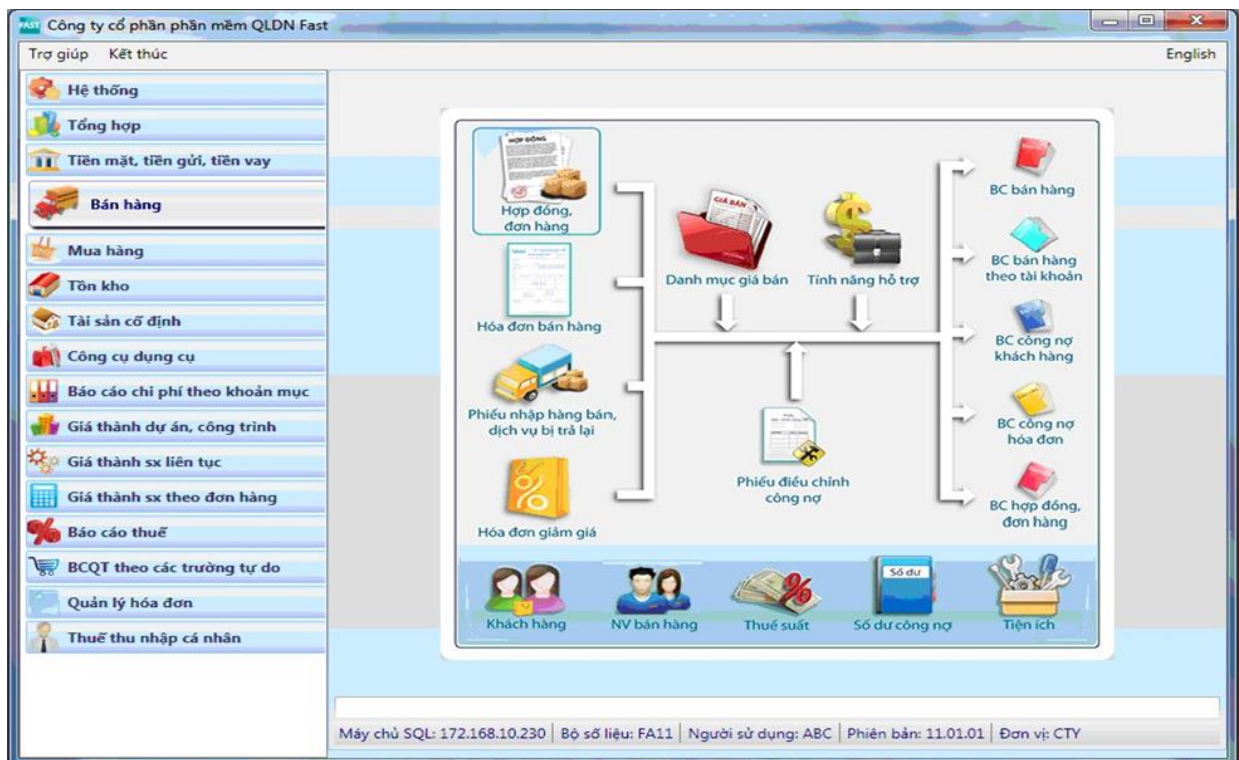 FAST Công ty cổ phần phần mềm QLDN Fast
Trợ giúp Kết thúc English
Hệ thống
Tổng hợp
Tiền mặt, tiền gửi, tiền vay
Bán hàng
Mua hàng
Tồn kho
Tài sản cố định
Công cụ dụng cụ
Báo cáo chi phí theo khoản mục
Giá thành dự án, công trình
Giá thành sx liên tục
Giá thành sx theo đơn hàng
Báo cáo thuế
BCQT theo các trường tự do
Quản lý hóa đơn
Thuế thu nhập cá nhân
HỢP ĐỒNG
Hợp đồng,
đơn hàng
Hóa đơn bán hàng
Phiếu nhập hàng bán,
dịch vụ bị trả lại
Hóa đơn giảm giá
GIÁ BÁN
Danh mục giá bán
Tính năng hỗ trợ
Phiếu điều chỉnh
công nợ
BC bán hàng
BC bán hàng
theo tài khoản
BC công nợ
khách hàng
BC công nợ
hóa đơn
BC hợp đồng,
đơn hàng
Khách hàng
NV bán hàng
Thuế suất
Số dư
Số dư công nợ
Tiện ích
Máy chủ SQL: 172.168.10.230 Bộ số liệu: FA11 Người sử dụng: ABC Phiên bản: 11.01.01 Đơn vị: CTY